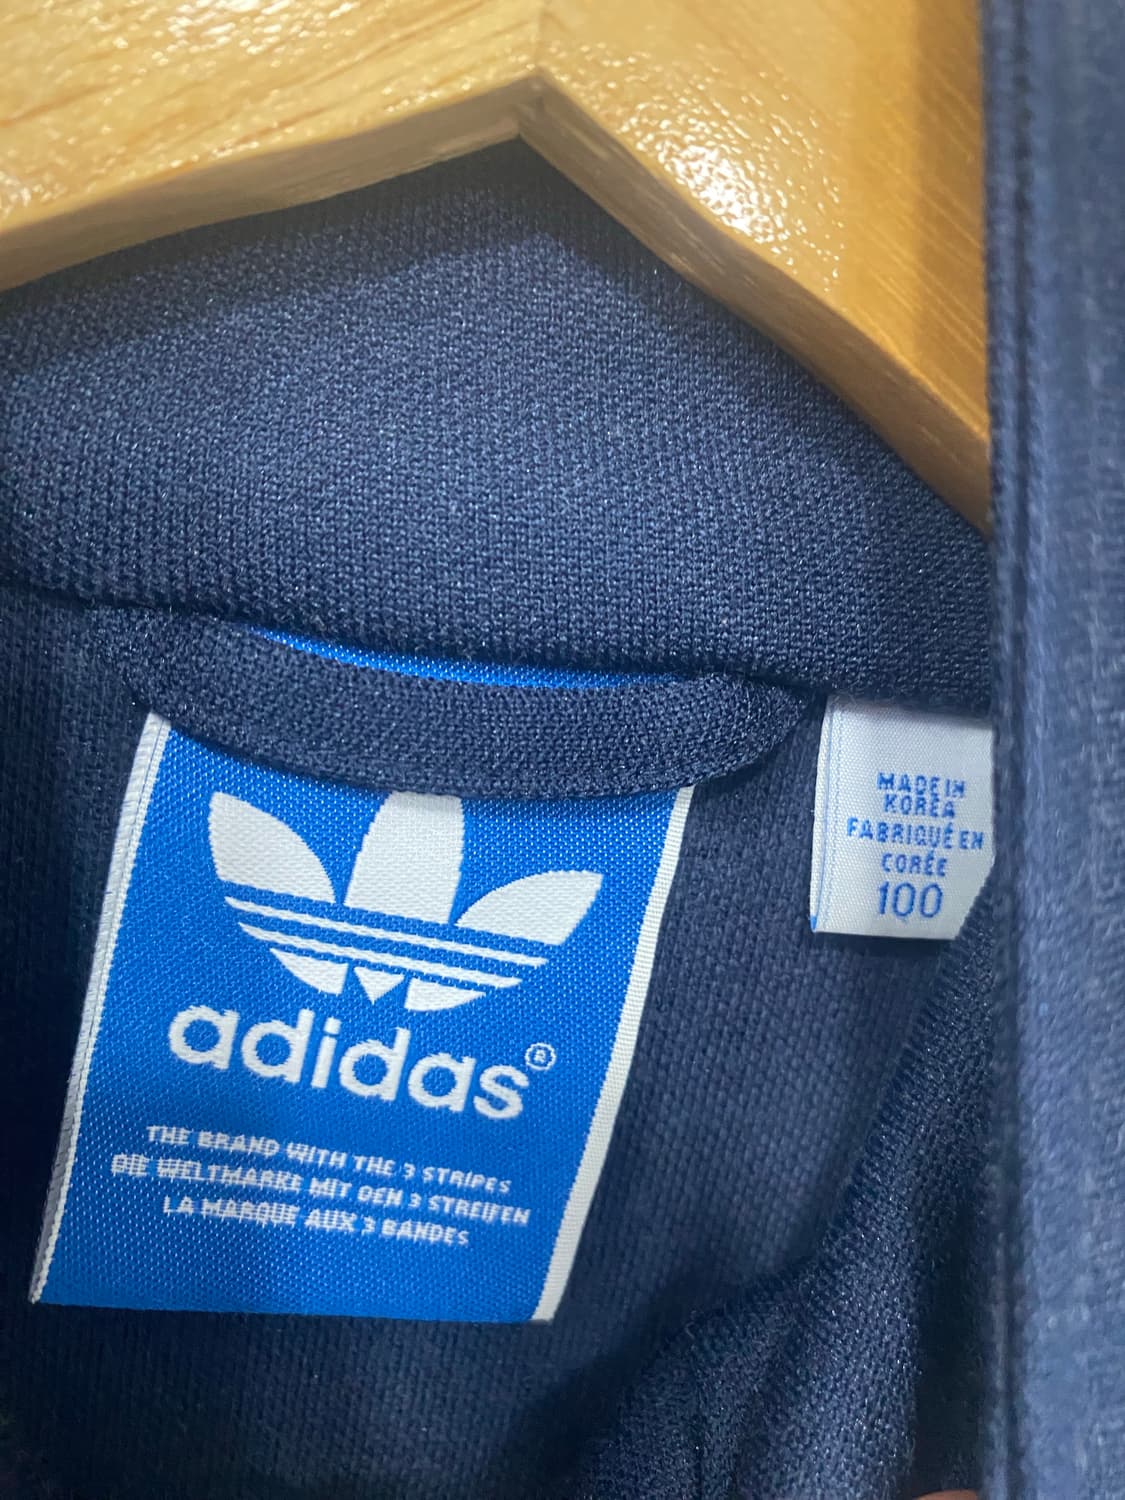 adidas®
THE BRAND WITH THE 3 STRIPES
DIE WELTMARKE MIT DEN 3 STREIFEN
LA MARQUE AUX 3 BANDES
MADE IN
KOREA
FABRIQUÉ EN
CORÉE
100